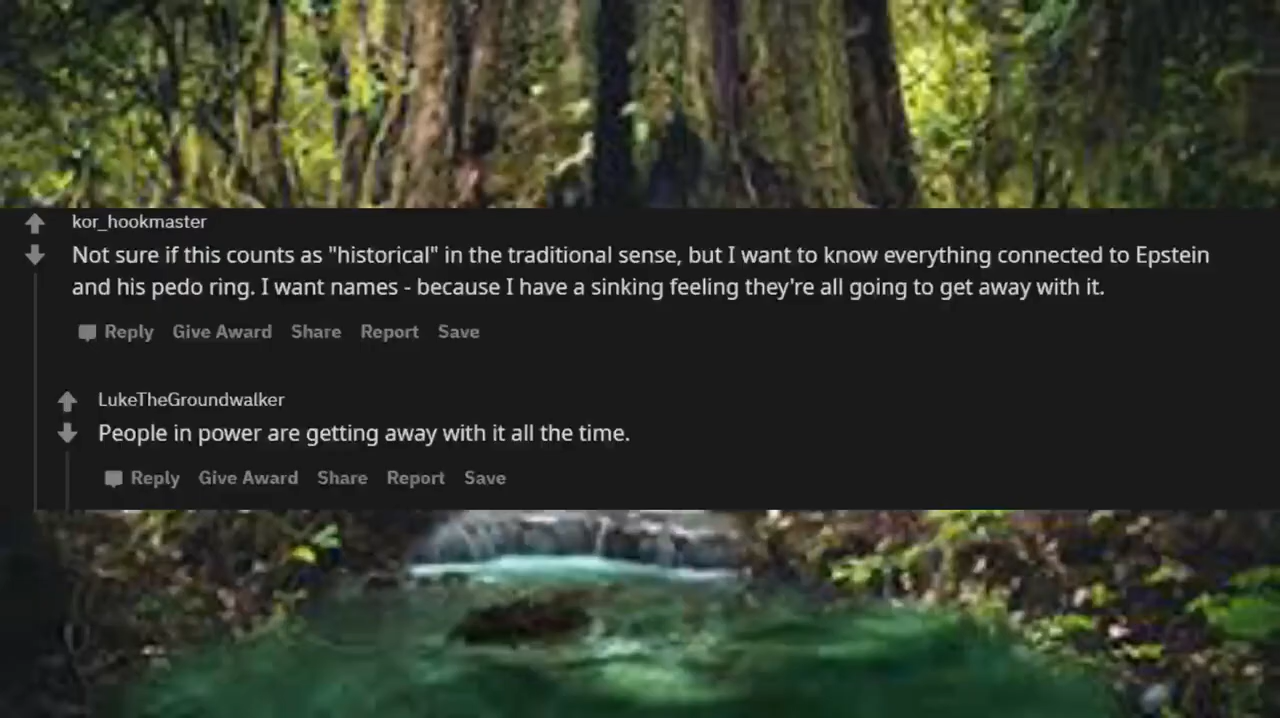 kor_hookmaster
Not sure if this counts as "historical" in the traditional sense, but I want to know everything connected to Epstein
and his pedo ring. I want names - because I have a sinking feeling they're all going to get away with it.
Reply Give Award Share Report Save
LukeTheGroundwalker
People in power are getting away with it all the time.
Reply Give Award Share Report Save